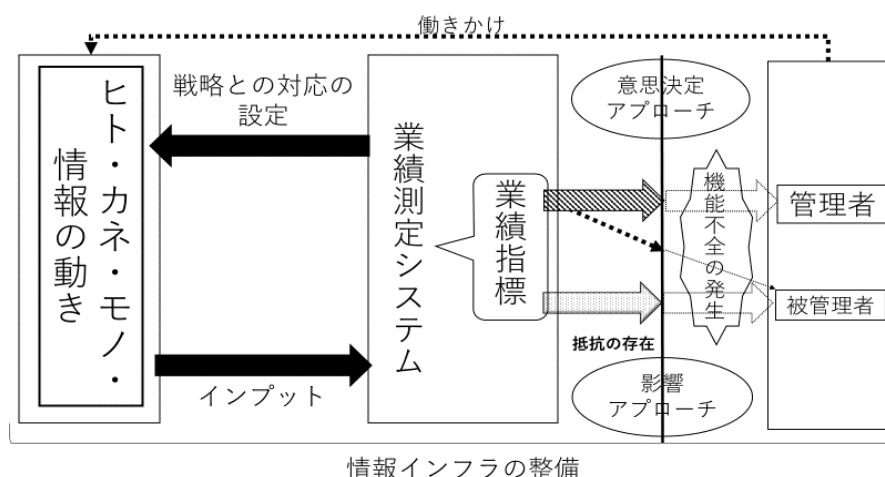 働きかけ
ヒト・カネ・モノ・
情報の動き
戦略との対応の
設定
インプット
業績測定システム
業績指標
意思決定
アプローチ
機能不全の発生
管理者
被管理者
抵抗の存在
影響
アプローチ
情報インフラの整備